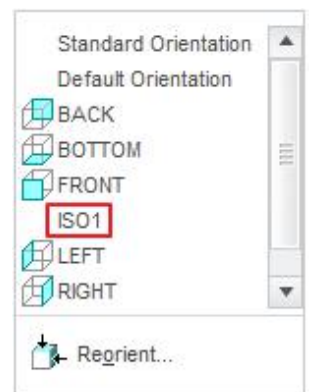 Standard Orientation
Default Orientation
BACK
BOTTOM
FRONT
ISO1
LEFT
RIGHT
Reorient...